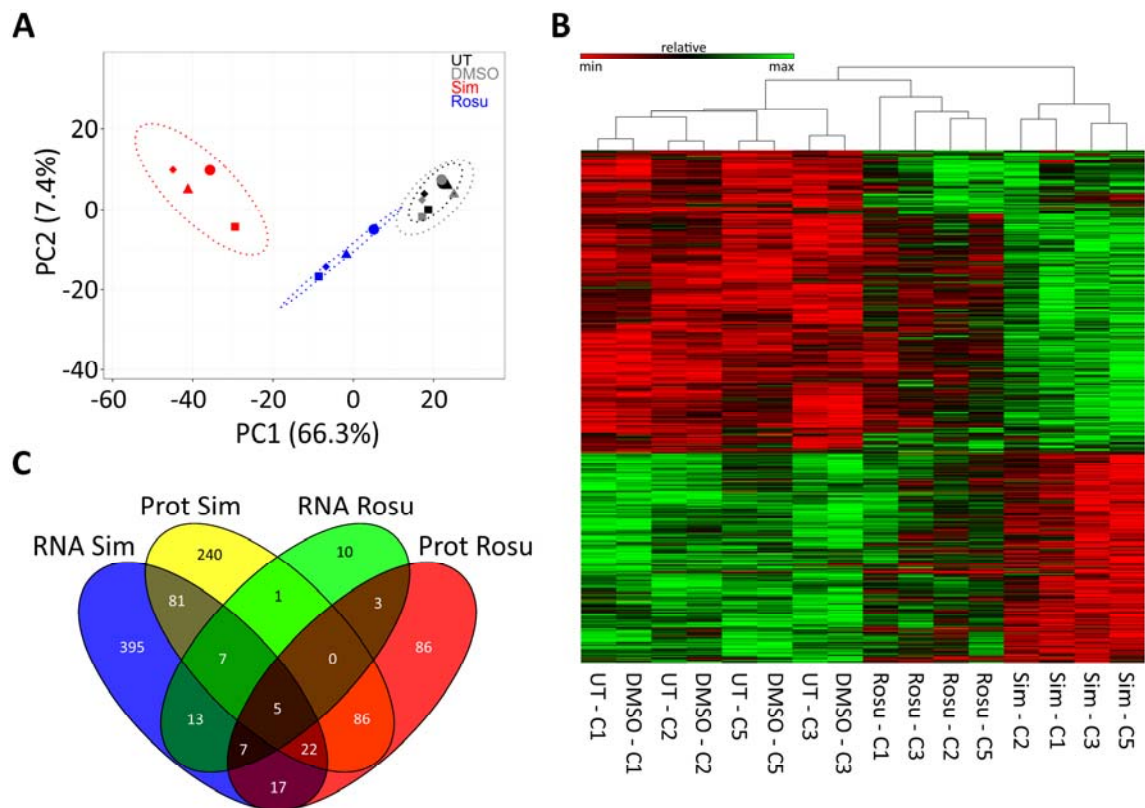 A
UT
DMSO
Sim
Rosu
20
0
-20
-40
PC2 (7.4%)
-60
-40
-20
0
20
PC1 (66.3%)
B
relative
min
max
UT - C1
DMSO - C1
UT - C2
DMSO - C2
UT - C5
DMSO - C5
UT - C3
DMSO - C3
Rosu - C1
Rosu - C3
Rosu - C2
Rosu - C5
Sim - C2
Sim - C1
Sim - C3
Sim - C5
C
Prot Sim
RNA Rosu
RNA Sim
Prot Rosu
240
10
81
1
3
395
86
7
0
13
5
86
7
22
17